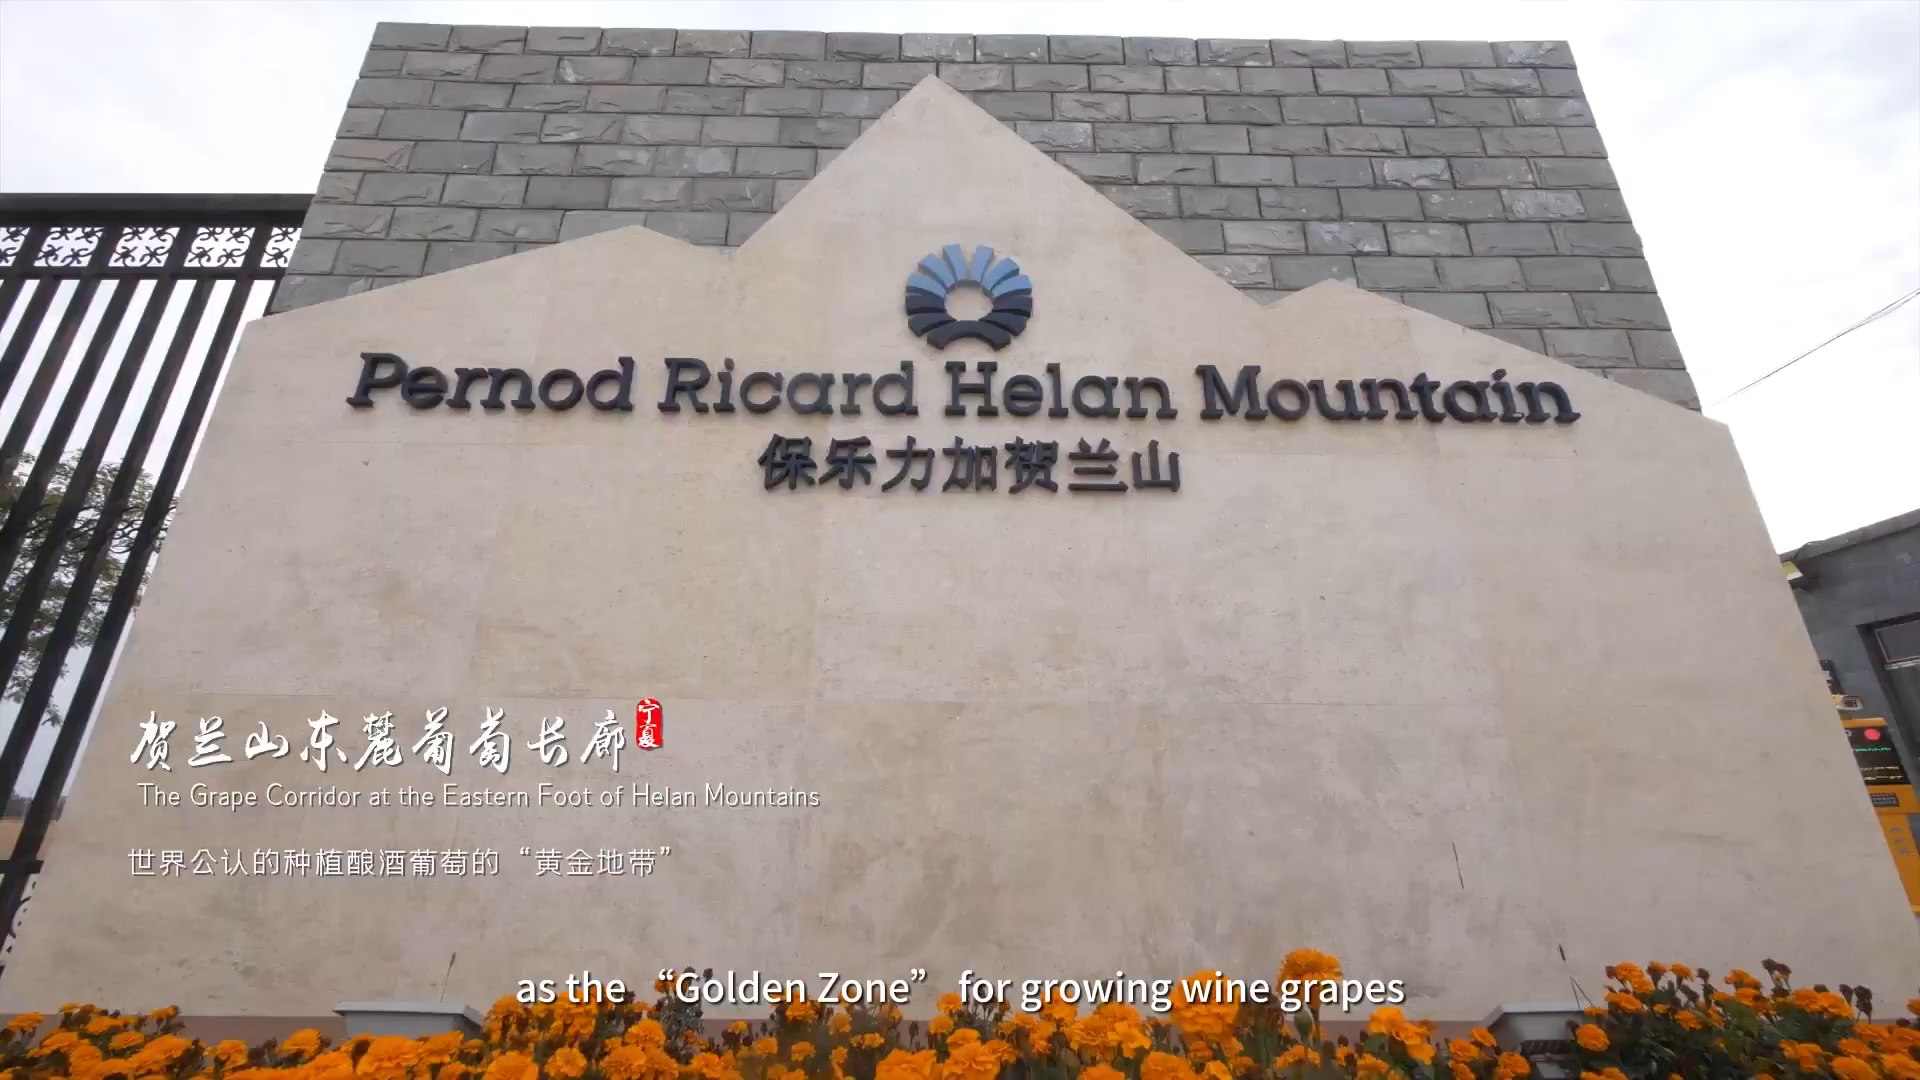 Pernod Ricard Helan Mountain
保乐力加贺兰山
贺兰山东麓葡萄长廊
宁夏
The Grape Corridor at the Eastern Foot of Helan Mountains
世界公认的种植酿酒葡萄的“黄金地带”
as the “Golden Zone” for growing wine grapes